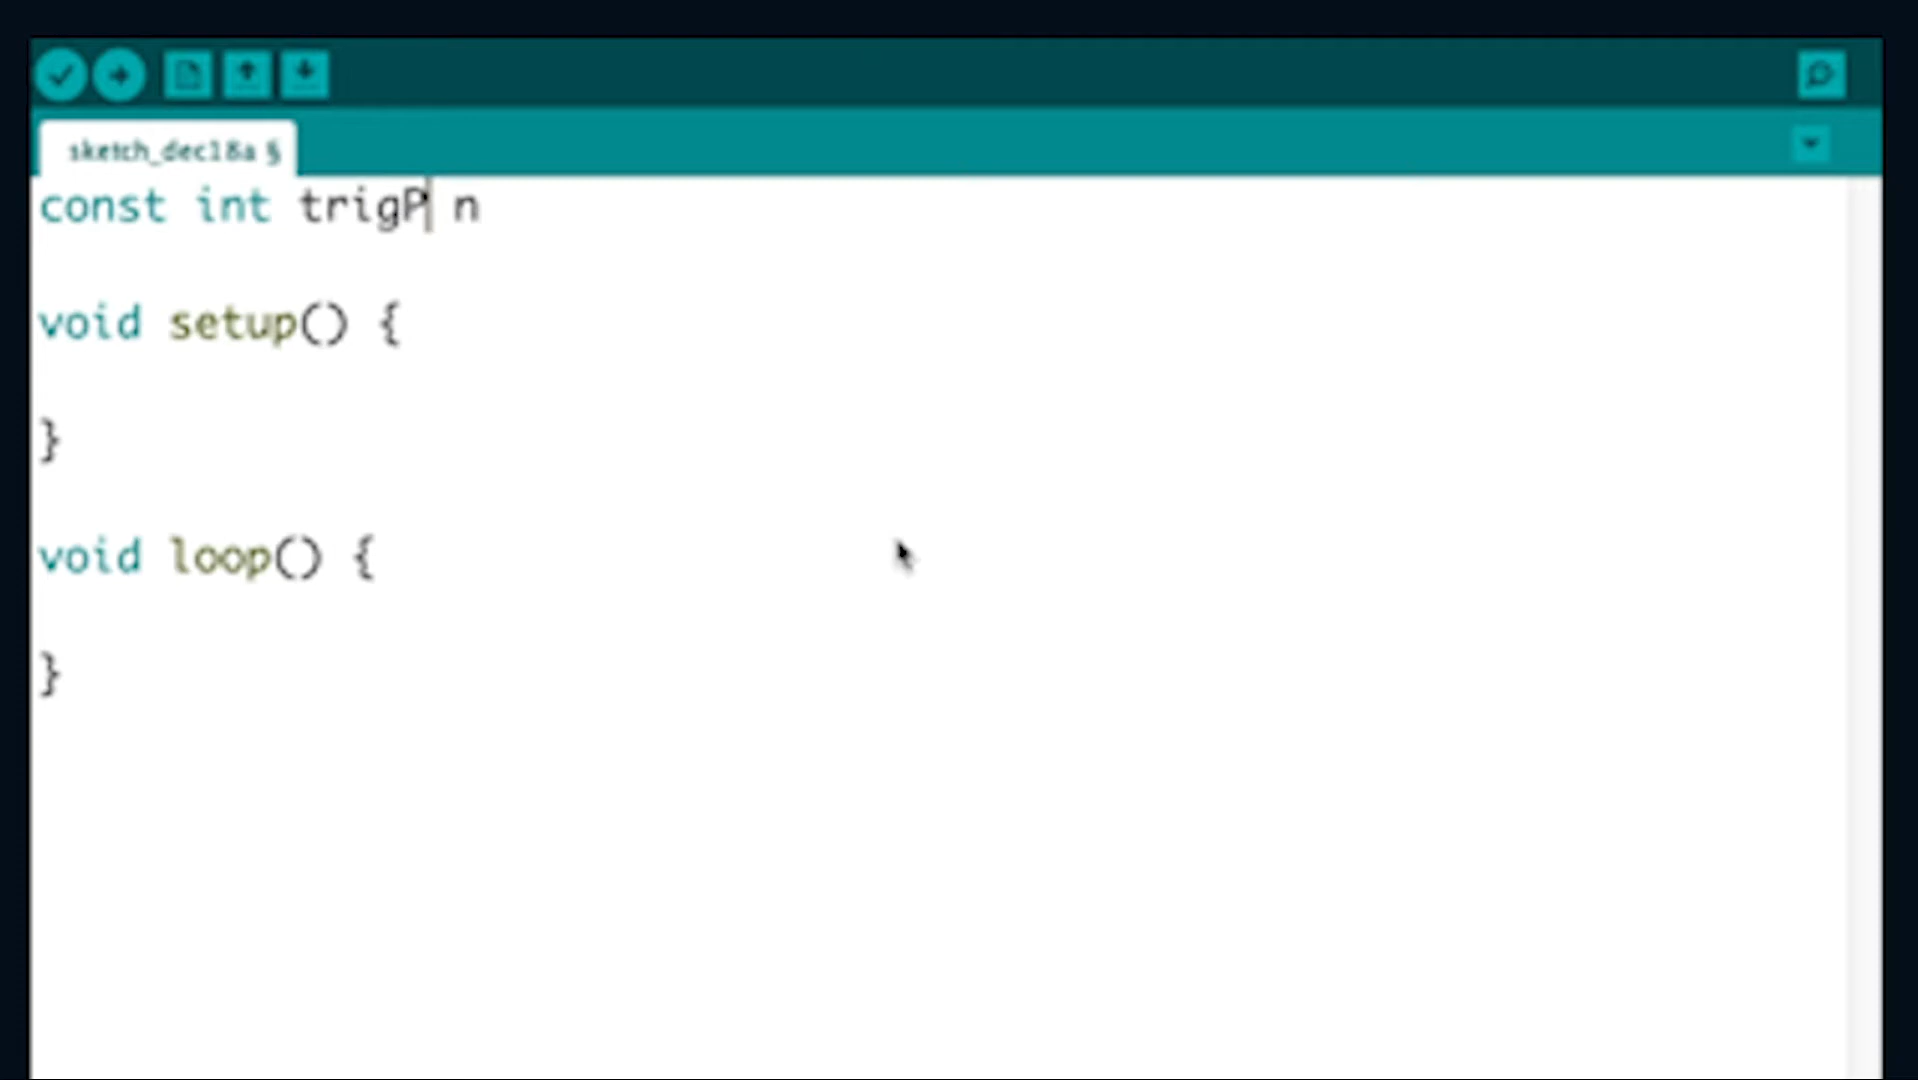 sketch_dec18a §
const int trigP n
void setup() {
}
void loop() {
}